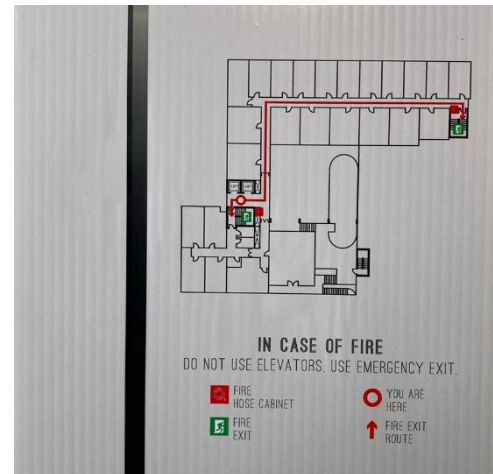 IN CASE OF FIRE
DO NOT USE ELEVATORS, USE EMERGENCY EXIT.
FIRE
HOSE CABINET
YOU ARE
HERE
FIRE
EXIT
FIRE EXIT
ROUTE